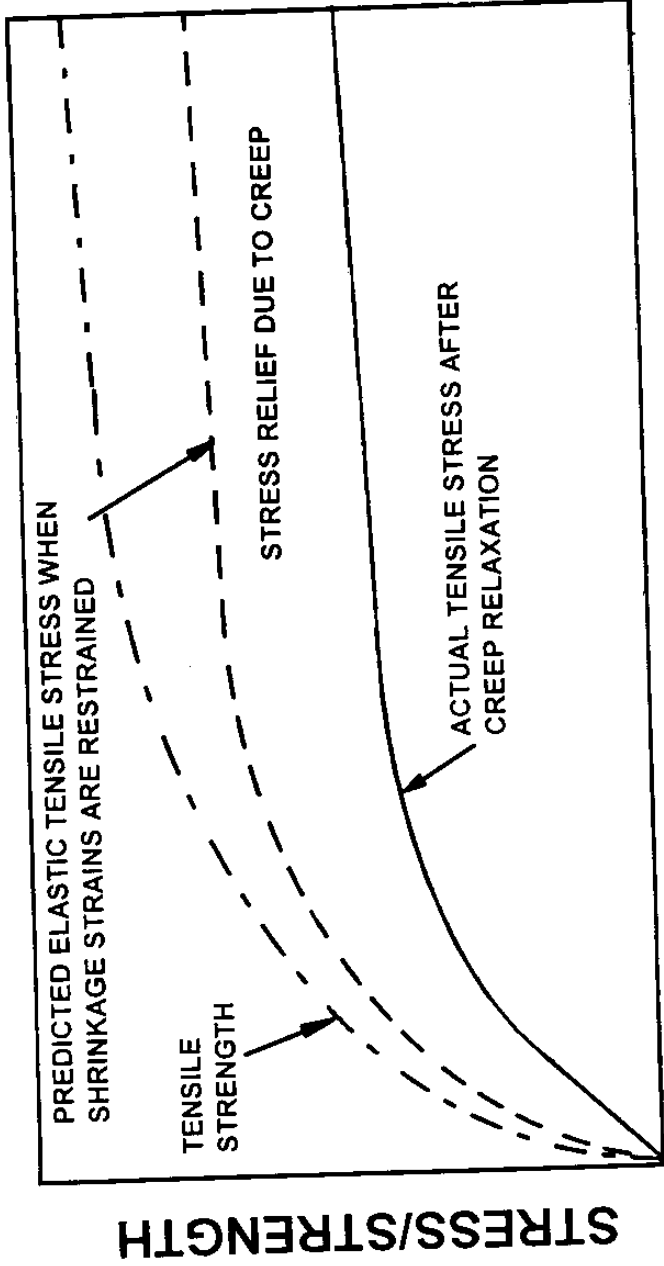 PREDICTED ELASTIC TENSILE STRESS WHEN
SHRINKAGE STRAINS ARE RESTRAINED
TENSILE
STRENGTH
STRESS RELIEF DUE TO CREEP
ACTUAL TENSILE STRESS AFTER
CREEP RELAXATION
STRESS/STRENGTH